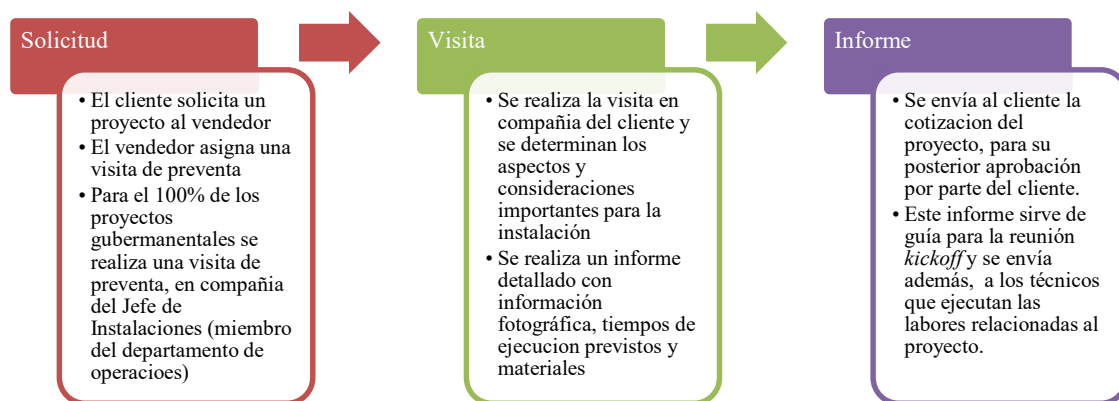 Solicitud
• El cliente solicita un
proyecto al vendedor
• El vendedor asigna una
visita de preventa
• Para el 100% de los
proyectos
gubermanentales se
realiza una visita de
preventa, en compañia
del Jefe de
Instalaciones (miembro
del departamento de
operacioes)
Visita
• Se realiza la visita en
compañia del cliente y
se determinan los
aspectos y
consideraciones
importantes para la
instalación
• Se realiza un informe
detallado con
información
fotográfica, tiempos de
ejecucion previstos y
materiales
Informe
• Se envía al cliente la
cotizacion del
proyecto, para su
posterior aprobación
por parte del cliente.
• Este informe sirve de
guía para la reunión
kickoff y se envía
además, a los técnicos
que ejecutan las
labores relacionadas al
proyecto.